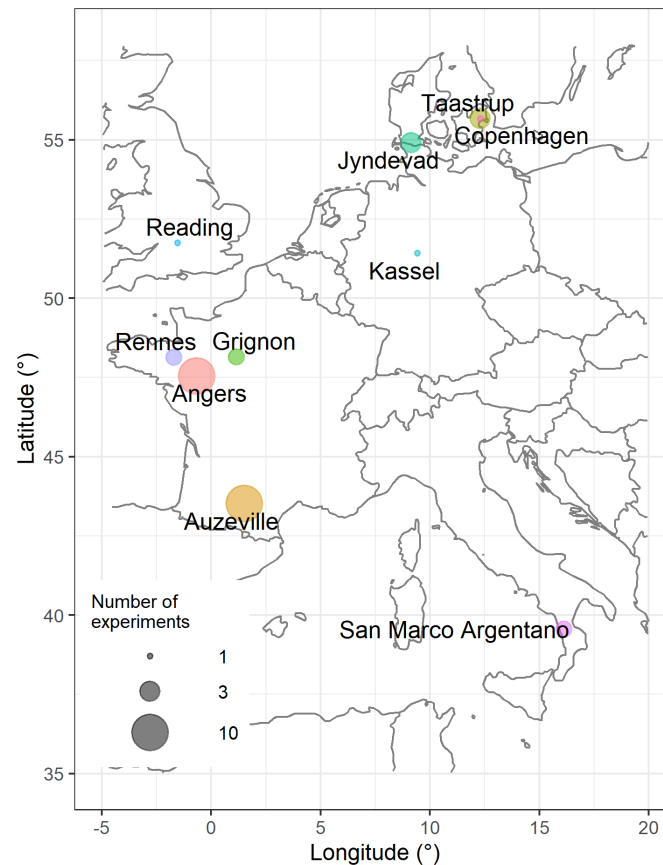 55
50
45
40
35
Latitude (°)
Taastrup
Copenhagen
Jyndevad
Reading
Kassel
Rennes
Grignon
Angers
Auzeville
San Marco Argentano
Number of
experiments
1
3
10
-5 0 5 10 15 20
Longitude (°)